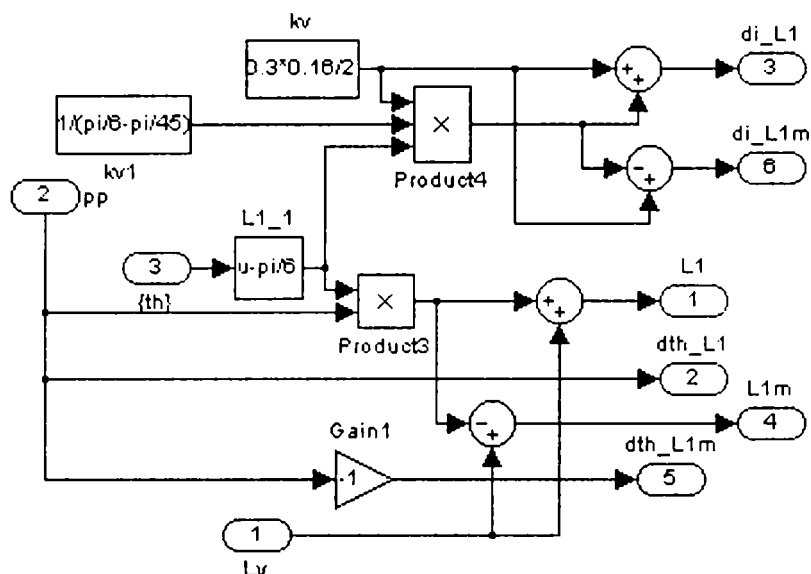 kv
di_L1
0.3*0.16/2
3
1/(pi/6-pi/45)
×
di_L1m
kv1
6
Product4
2
pp
L1_1
3
u-pi/6
L1
{th}
×
1
Product3
dth_L1
2
L1m
Gain1
4
dth_L1m
-1
5
1
Lv